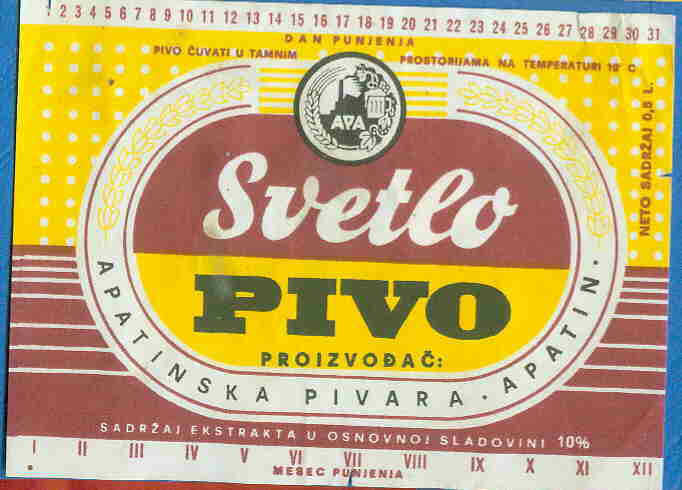 1 2 3 4 5 6 7 8 9 10 11 12 13 14 15 16 17 18 19 20 21 22 23 24 25 26 27 28 29 30 31
DAN PUNJENJA
PIVO ČUVATI U TAMNIM PROSTORIJAMA NA TEMPERATURI 10° C
NETO SADRŽAJ 0,5 L.
APA
Svetlo
PIVO
PROIZVOĐAČ:
APATINSKA PIVARA · APATIN ·
SADRŽAJ EKSTRAKTA U OSNOVNOJ SLADOVINI 10%
I II III IV V VI VII VIII IX X XI XII
MESEC PUNJENJA